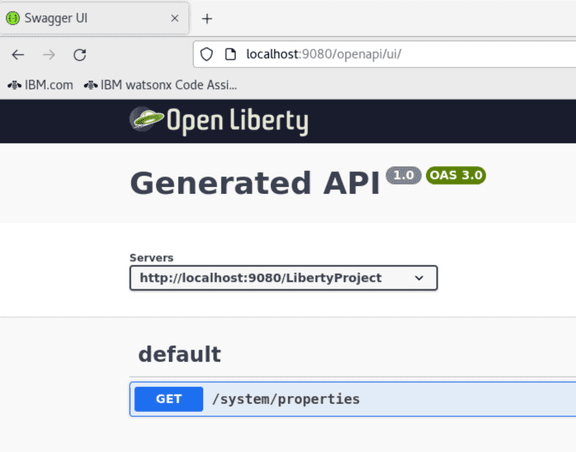 Swagger UI
localhost:9080/openapi/ui/
IBM.com IBM watsonx Code Assi...
Open Liberty
Generated API 1.0 OAS 3.0
Servers
http://localhost:9080/LibertyProject
default
GET /system/properties